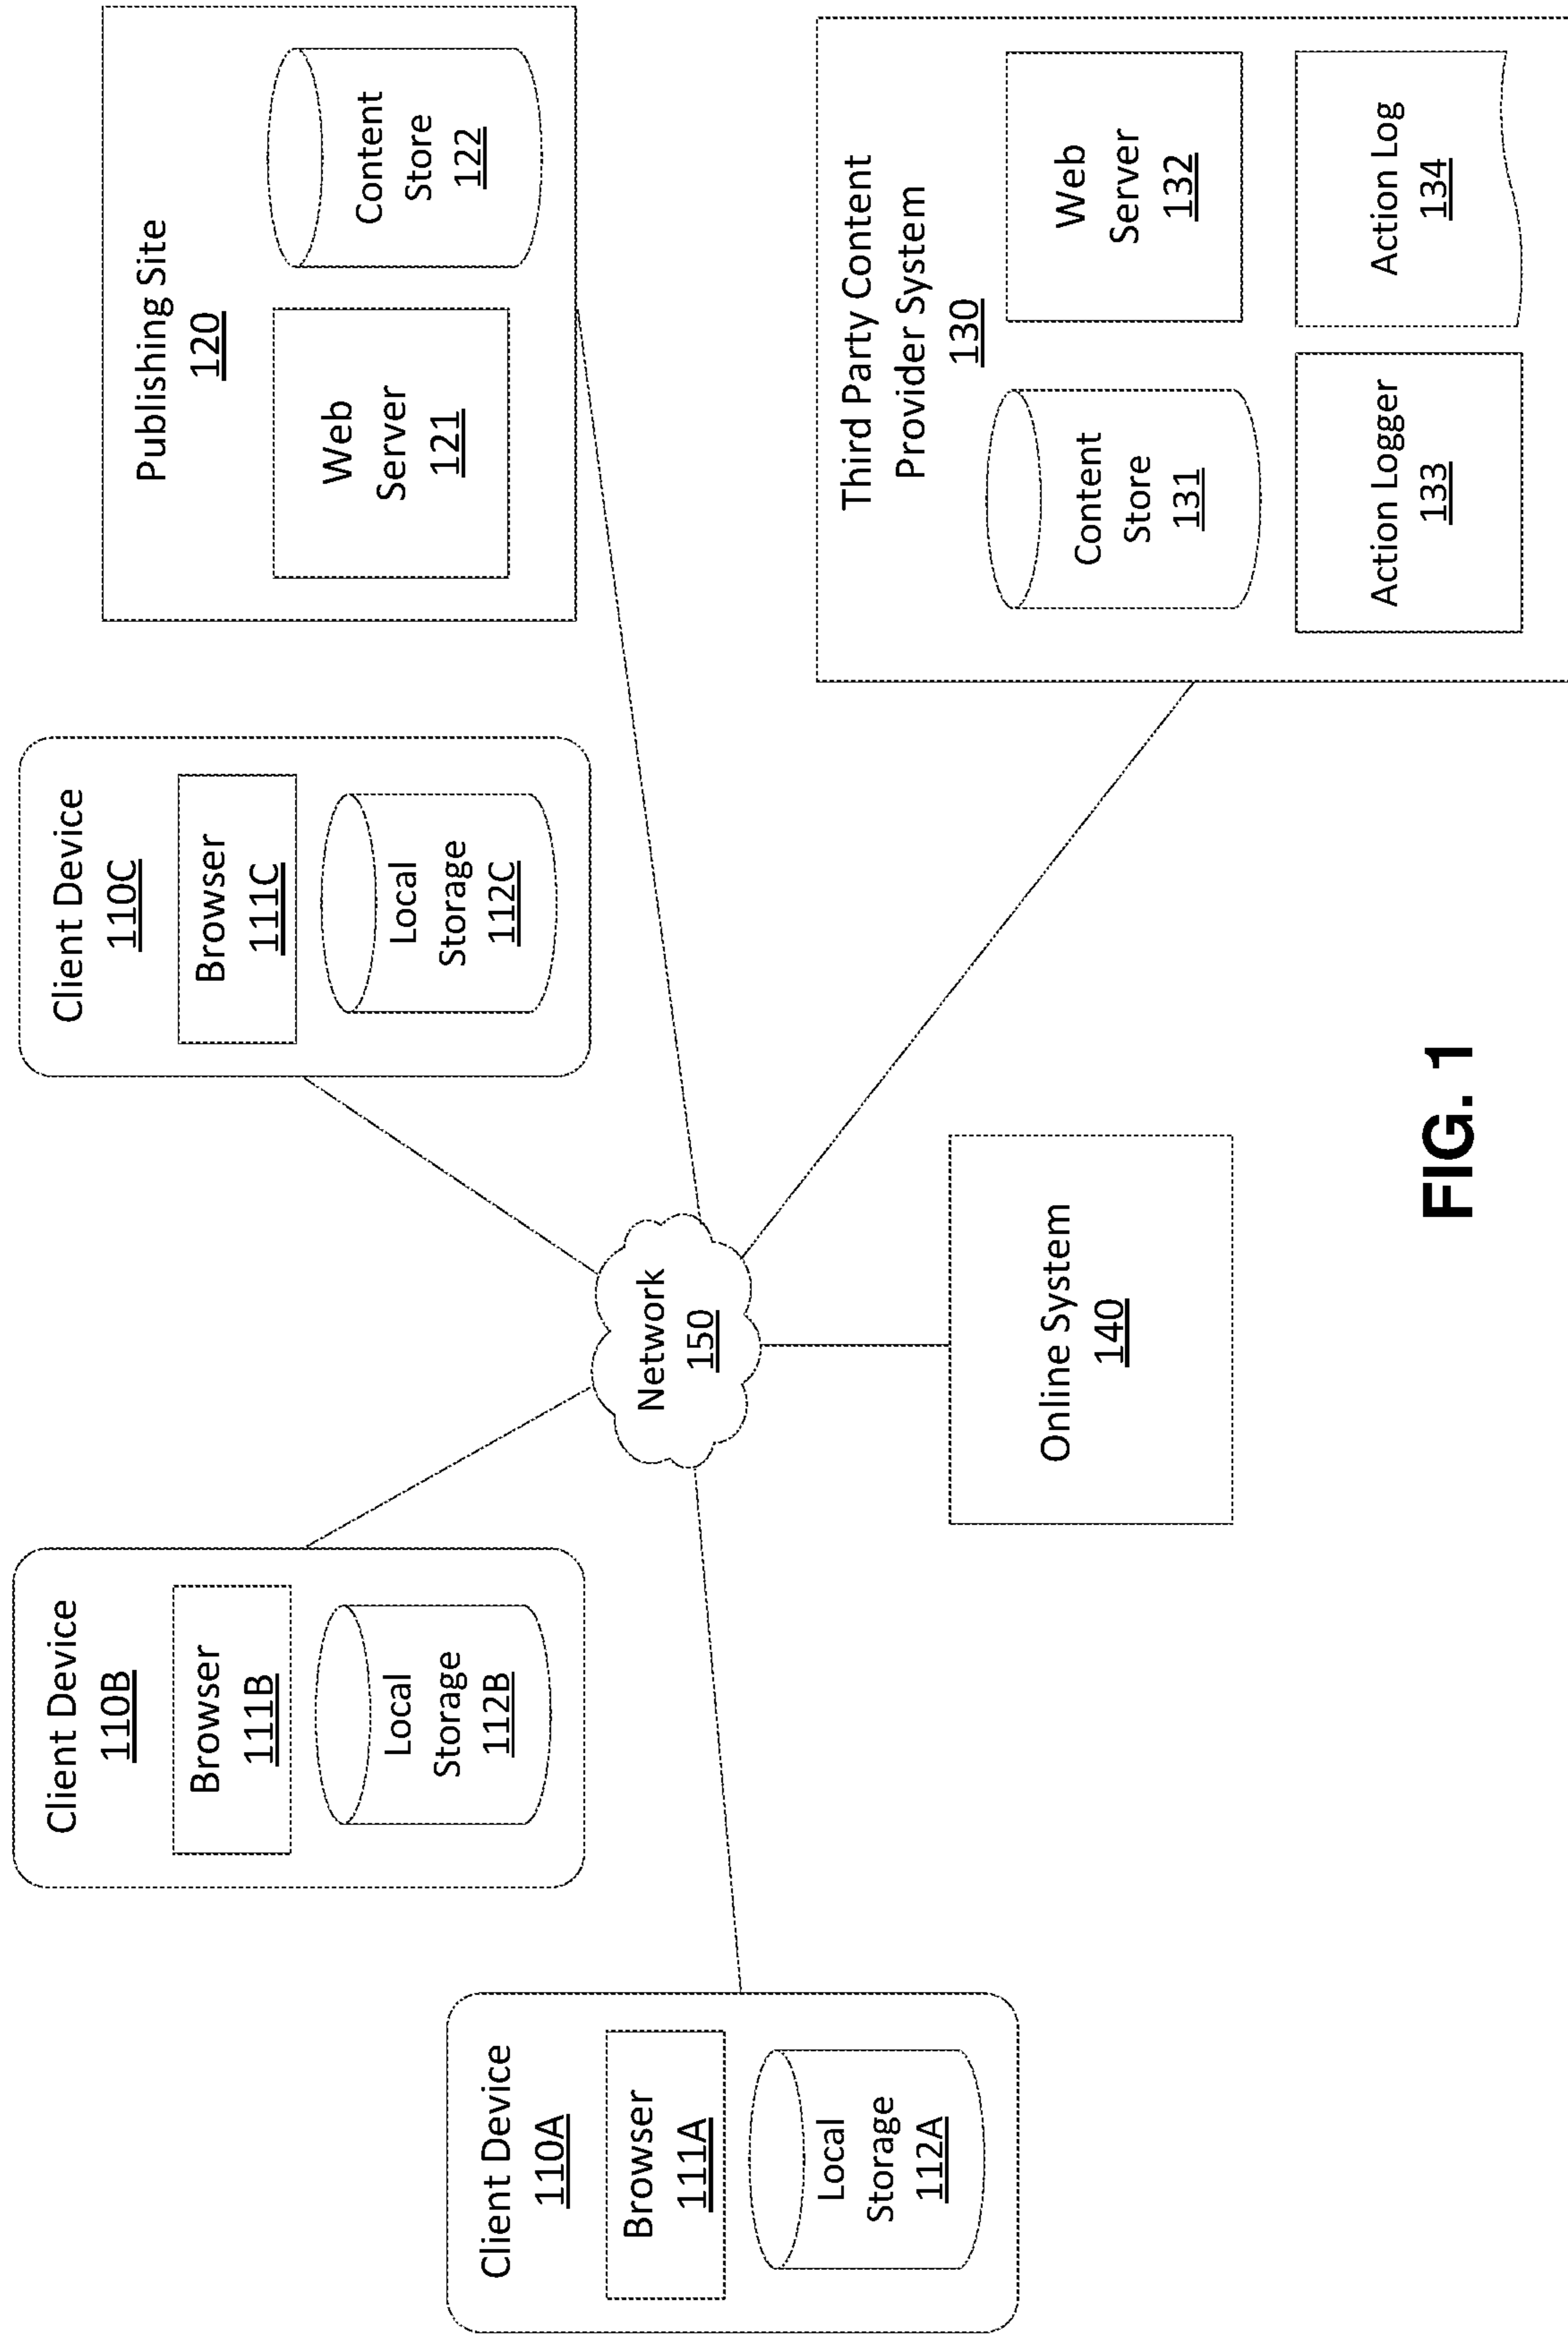 Client Device
110A
Browser
111A
Local
Storage
112A
Client Device
110B
Browser
111B
Local
Storage
112B
Client Device
110C
Browser
111C
Local
Storage
112C
Publishing Site
120
Web
Server
121
Content
Store
122
Network
150
Online System
140
Third Party Content
Provider System
130
Content
Store
131
Web
Server
132
Action Logger
133
Action Log
134
FIG. 1